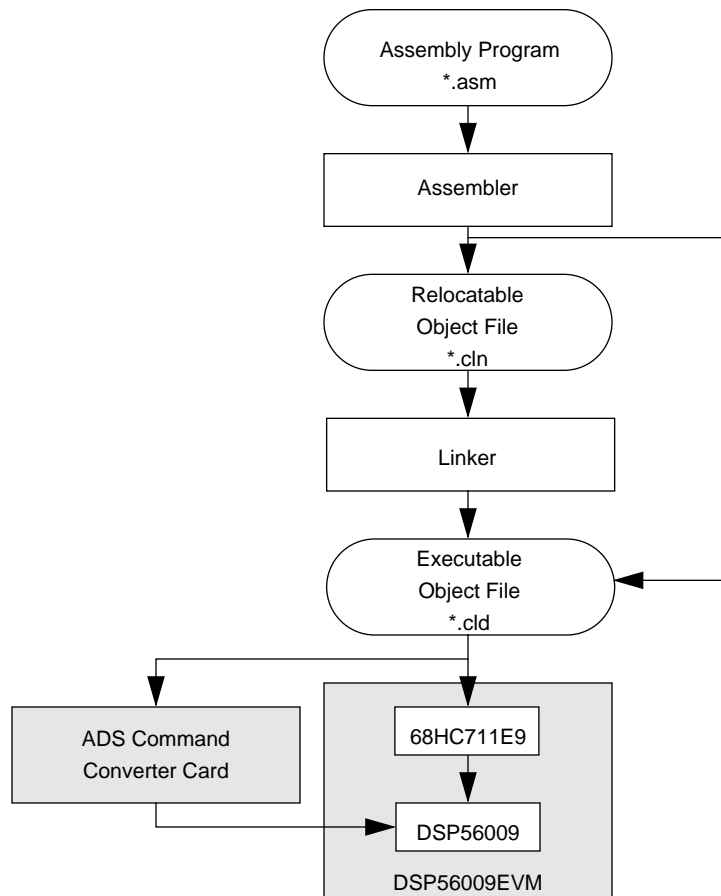 Assembly Program
*.asm
Assembler
Relocatable
Object File
*.cln
Linker
Executable
Object File
*.cld
ADS Command
Converter Card
68HC711E9
DSP56009
DSP56009EVM